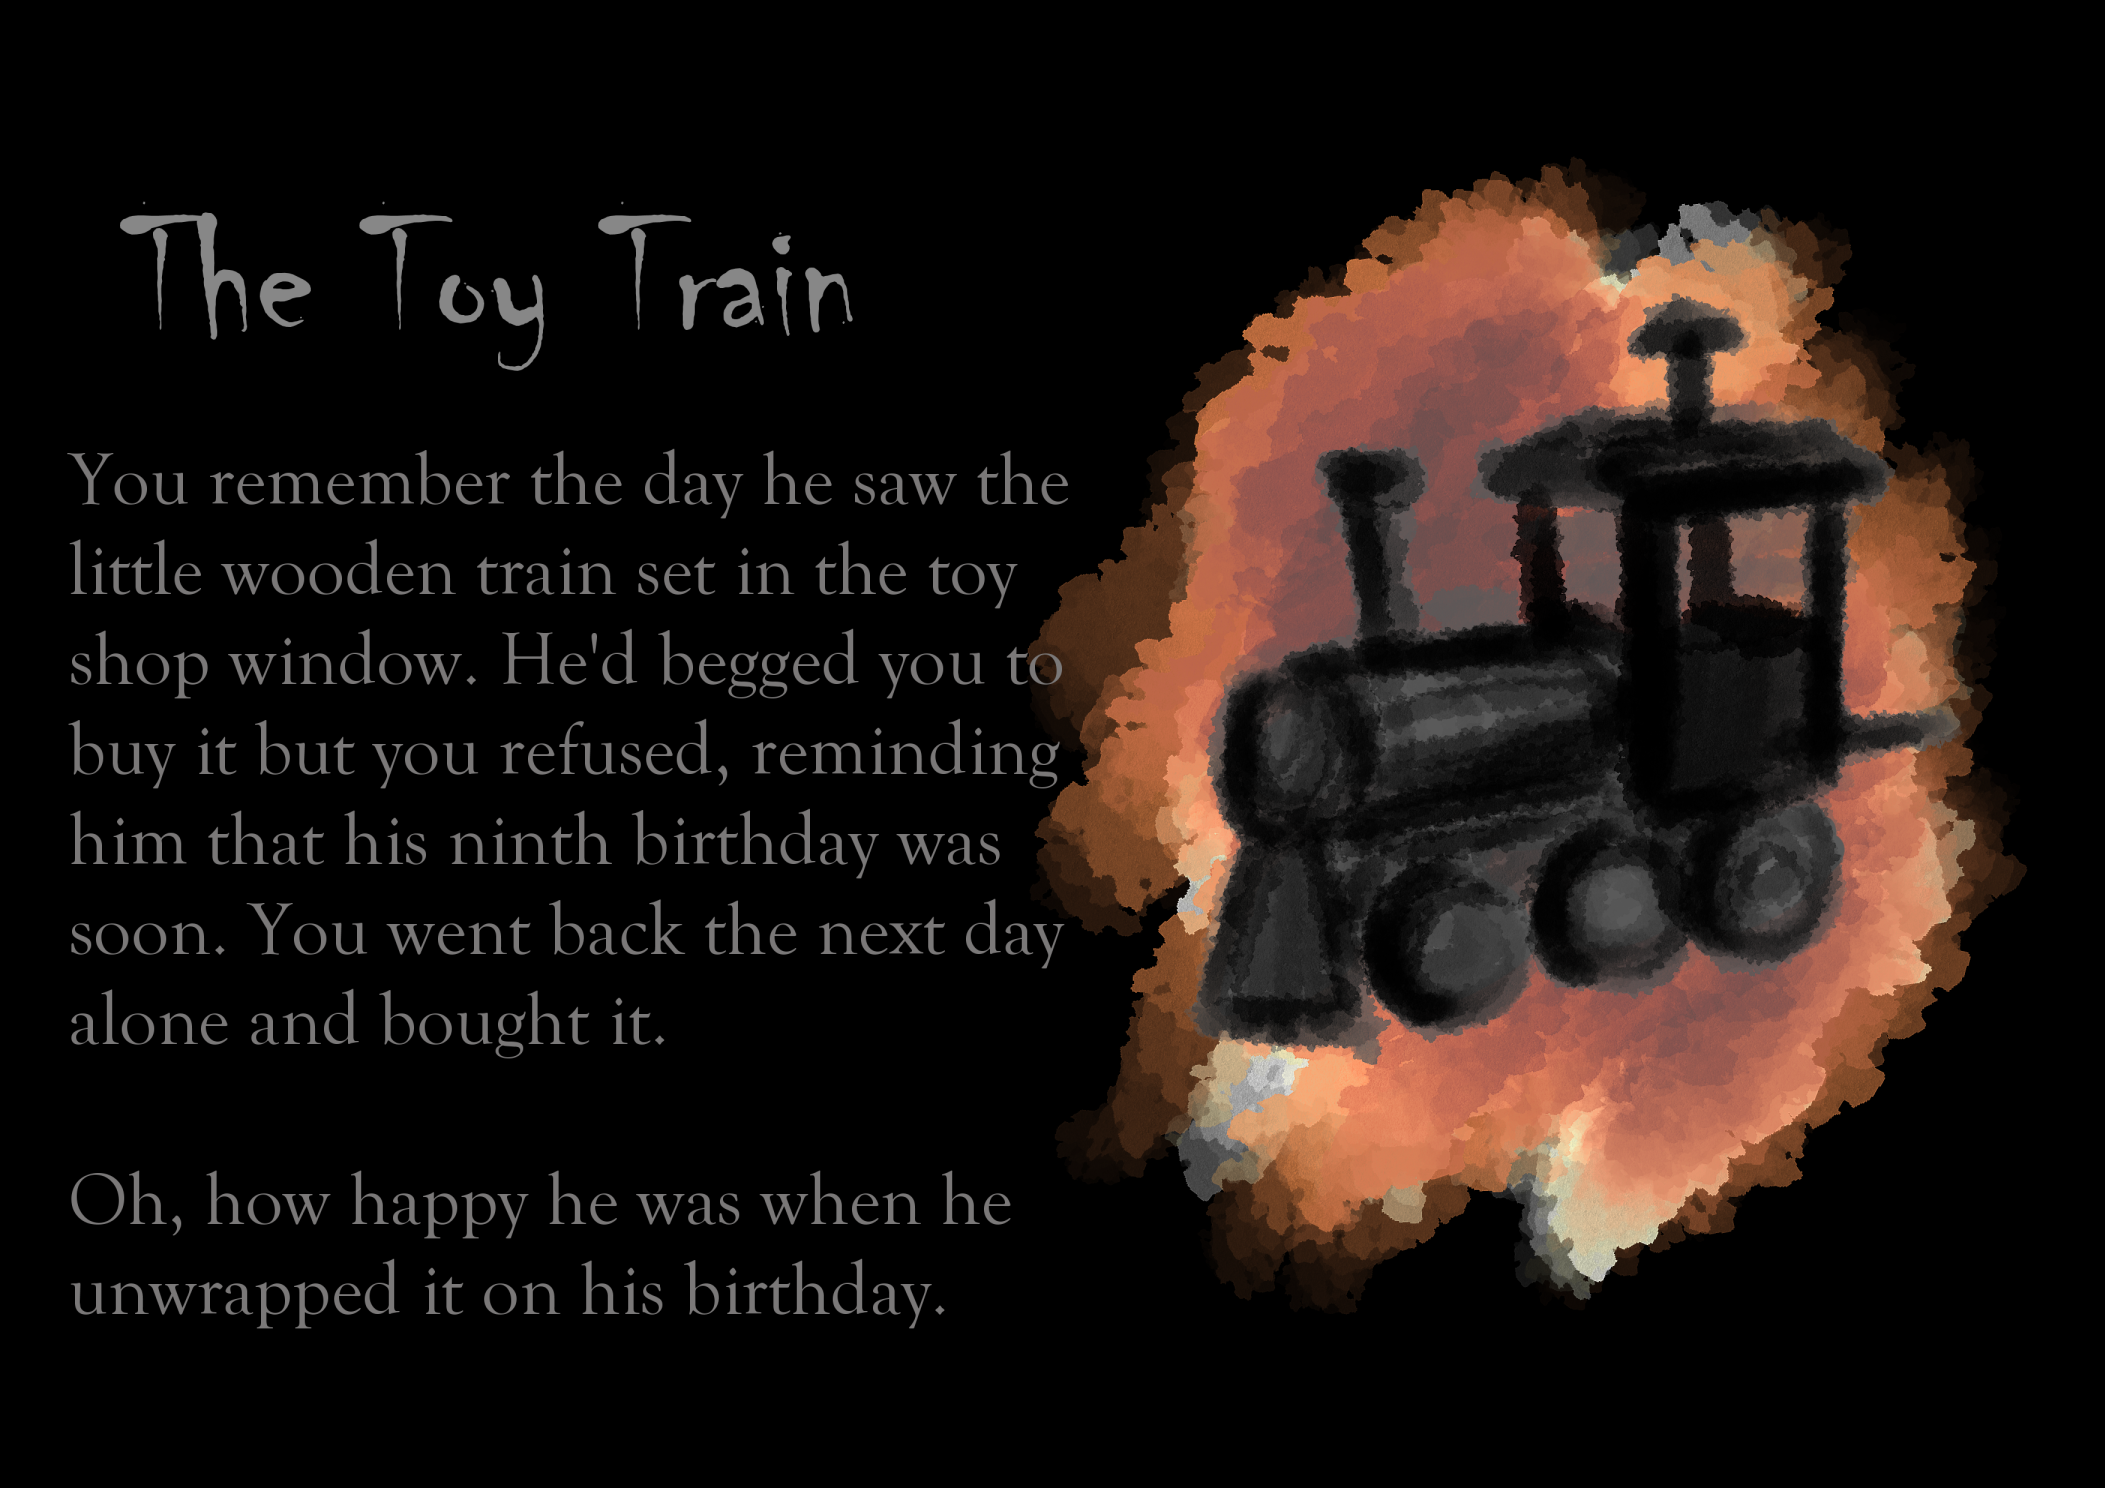 The Toy Train
You remember the day he saw the
little wooden train set in the toy
shop window. He'd begged you to
buy it but you refused, reminding
him that his ninth birthday was
soon. You went back the next day
alone and bought it.
Oh, how happy he was when he
unwrapped it on his birthday.